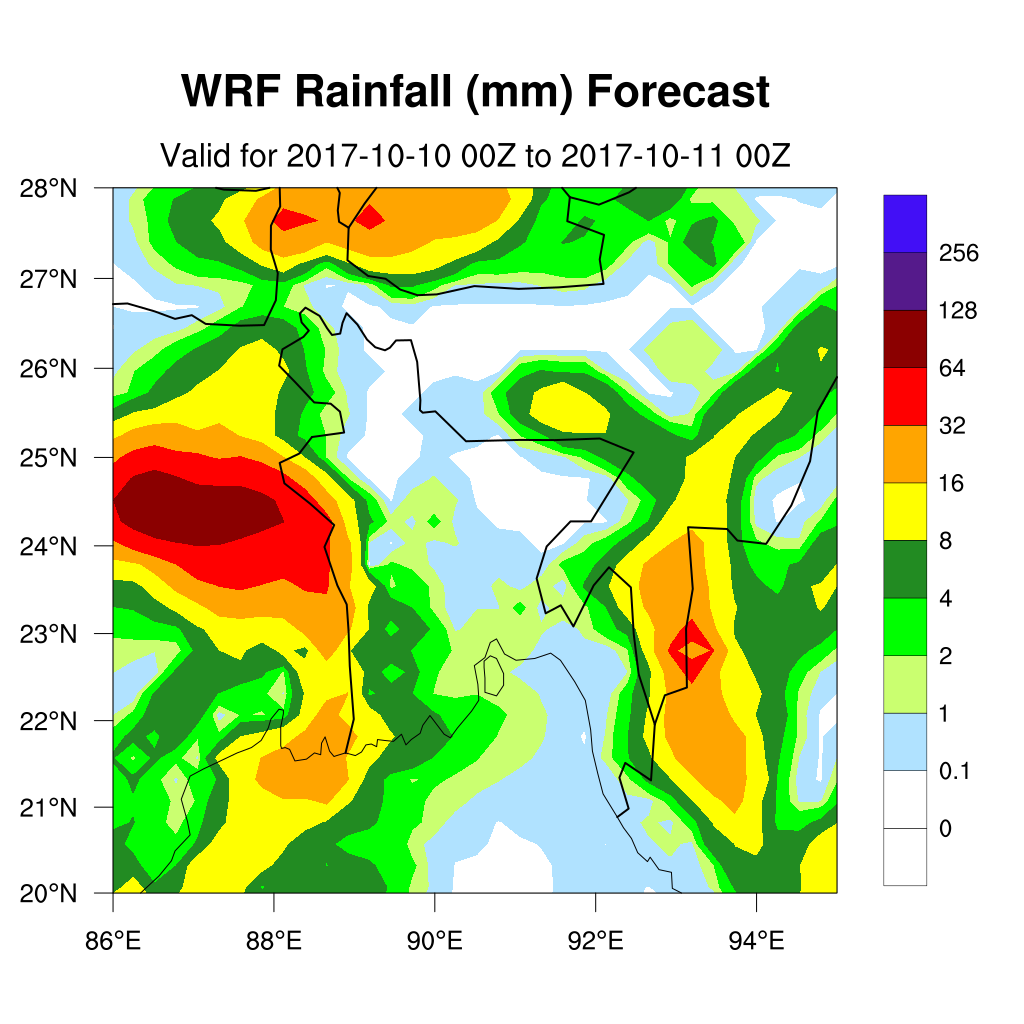 WRF Rainfall (mm) Forecast
Valid for 2017-10-10 00Z to 2017-10-11 00Z
28°N
27°N
26°N
25°N
24°N
23°N
22°N
21°N
20°N
86°E 88°E 90°E 92°E 94°E
256
128
64
32
16
8
4
2
1
0.1
0